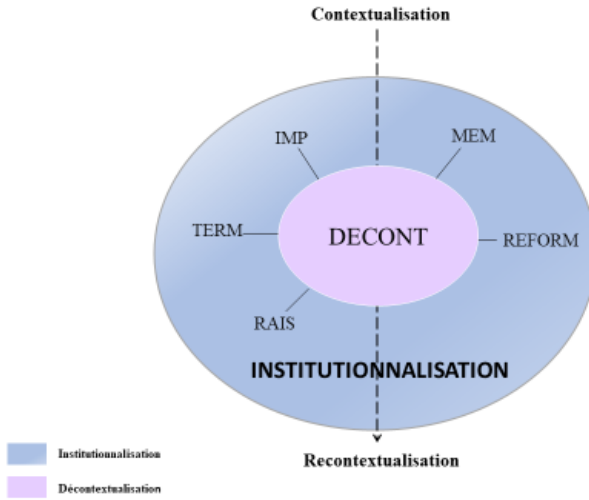 Contextualisation
IMP
MEM
TERM
DECONT
REFORM
RAIS
INSTITUTIONNALISATION
Institutionnalisation
Recontextualisation
Décontextualisation